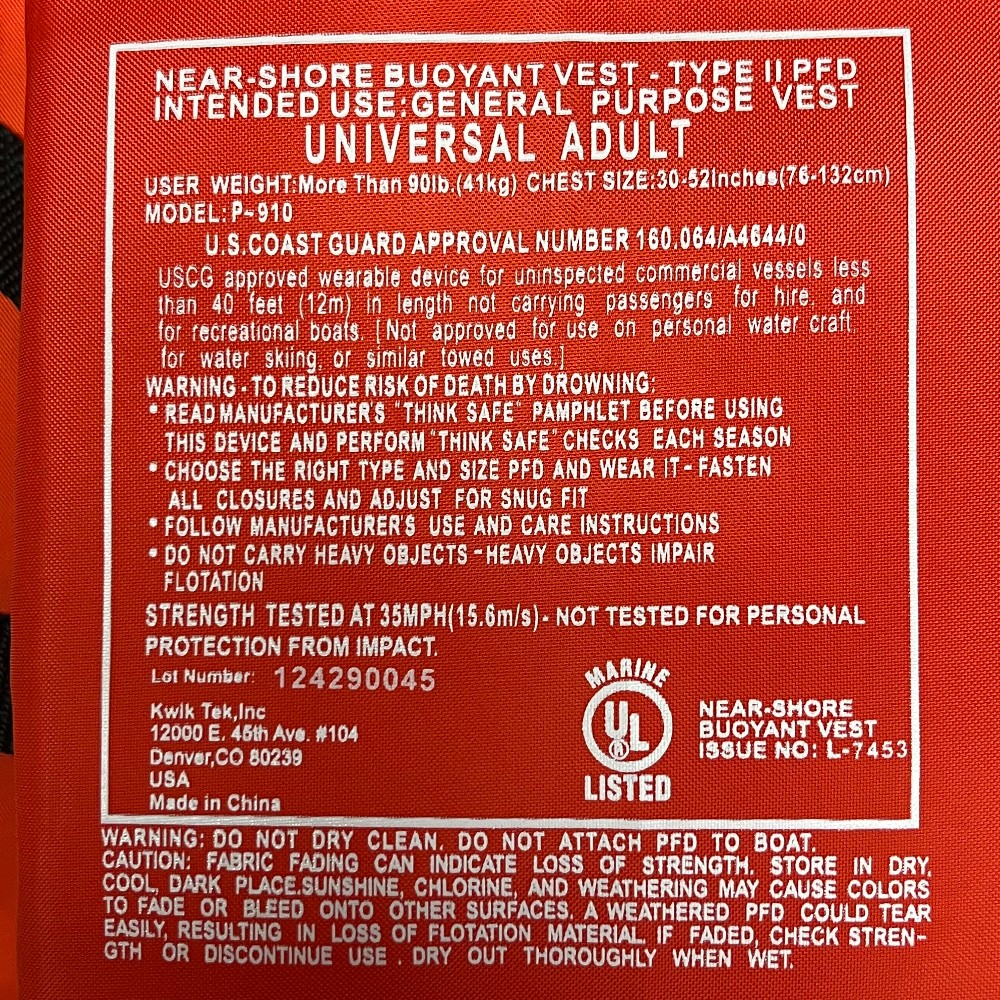 NEAR-SHORE BUOYANT VEST - TYPE II PFD
INTENDED USE:GENERAL PURPOSE VEST
UNIVERSAL ADULT
USER WEIGHT:More Than 90lb.(41kg) CHEST SIZE:30-52Inches(76-132cm)
MODEL:P-910
U.S.COAST GUARD APPROVAL NUMBER 160.064/A4644/0
USCG approved wearable device for uninspected commercial vessels less
than 40 feet (12m) in length not carrying passengers for hire, and
for recreational boats. [Not approved for use on personal water craft,
for water skiing, or similar towed uses.]
WARNING - TO REDUCE RISK OF DEATH BY DROWNING:
• READ MANUFACTURER'S "THINK SAFE" PAMPHLET BEFORE USING
THIS DEVICE AND PERFORM "THINK SAFE" CHECKS EACH SEASON
• CHOOSE THE RIGHT TYPE AND SIZE PFD AND WEAR IT - FASTEN
ALL CLOSURES AND ADJUST FOR SNUG FIT
• FOLLOW MANUFACTURER'S USE AND CARE INSTRUCTIONS
• DO NOT CARRY HEAVY OBJECTS - HEAVY OBJECTS IMPAIR
FLOTATION
STRENGTH TESTED AT 35MPH(15.6m/s) - NOT TESTED FOR PERSONAL
PROTECTION FROM IMPACT.
Lot Number: 124290045
Kwik Tek,Inc
12000 E. 45th Ave. #104
Denver,CO 80239
USA
Made in China
MARINE
UL ®
LISTED
NEAR-SHORE
BUOYANT VEST
ISSUE NO: L-7453
WARNING: DO NOT DRY CLEAN. DO NOT ATTACH PFD TO BOAT.
CAUTION: FABRIC FADING CAN INDICATE LOSS OF STRENGTH. STORE IN DRY,
COOL, DARK PLACE.SUNSHINE, CHLORINE, AND WEATHERING MAY CAUSE COLORS
TO FADE OR BLEED ONTO OTHER SURFACES. A WEATHERED PFD COULD TEAR
EASILY, RESULTING IN LOSS OF FLOTATION MATERIAL. IF FADED, CHECK STREN-
GTH OR DISCONTINUE USE . DRY OUT THOROUGHLY WHEN WET.